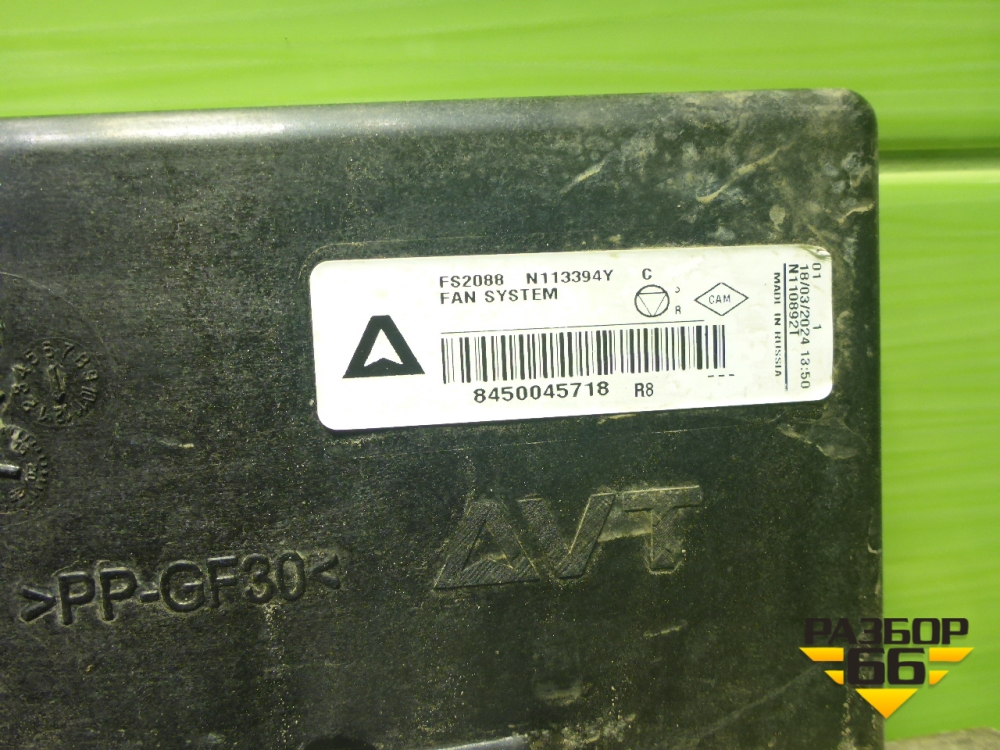 FS2088 N113394Y C
FAN SYSTEM
R
CAM
8450045718 R8 ---
01 1
18/03/2024 13:50
N110892T
MADE IN RUSSIA
AVT
>PP-GF30<
РАЗБОР
66